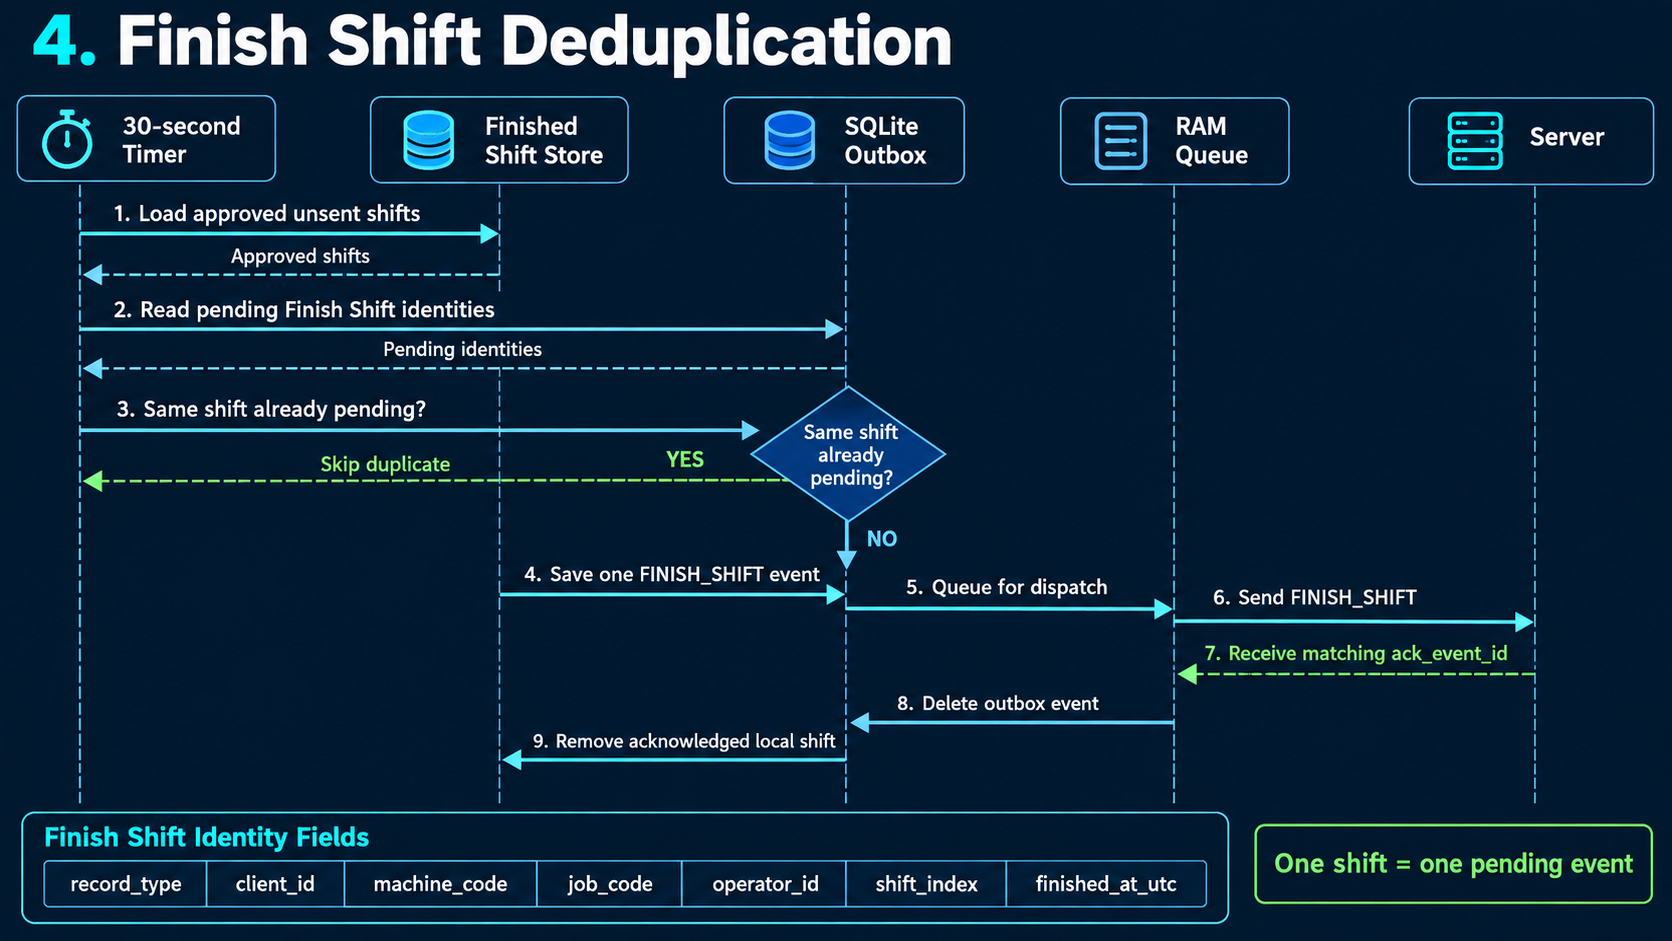 4. Finish Shift Deduplication
30-second
Timer
Finished
Shift Store
SQLite
Outbox
RAM
Queue
Server
1. Load approved unsent shifts
Approved shifts
2. Read pending Finish Shift identities
Pending identities
3. Same shift already pending?
Same shift
already
pending?
Skip duplicate
YES
NO
4. Save one FINISH_SHIFT event
5. Queue for dispatch
6. Send FINISH_SHIFT
7. Receive matching ack_event_id
8. Delete outbox event
9. Remove acknowledged local shift
Finish Shift Identity Fields
record_type client_id machine_code job_code operator_id shift_index finished_at_utc
One shift = one pending event